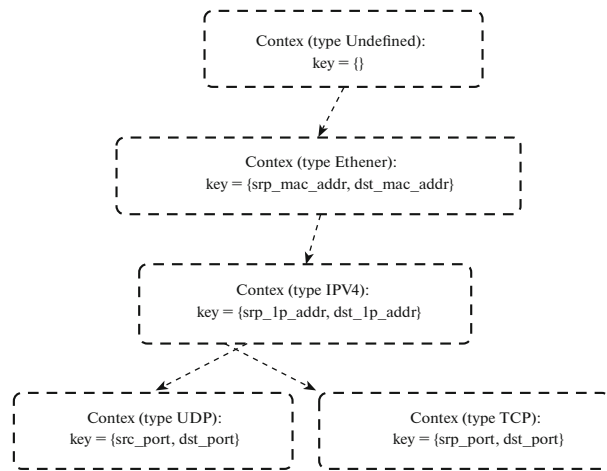 Contex (type Undefined):
key = {}
Contex (type Ethener):
key = {srp_mac_addr, dst_mac_addr}
Contex (type IPV4):
key = {srp_1p_addr, dst_1p_addr}
Contex (type UDP):
key = {src_port, dst_port}
Contex (type TCP):
key = {srp_port, dst_port}